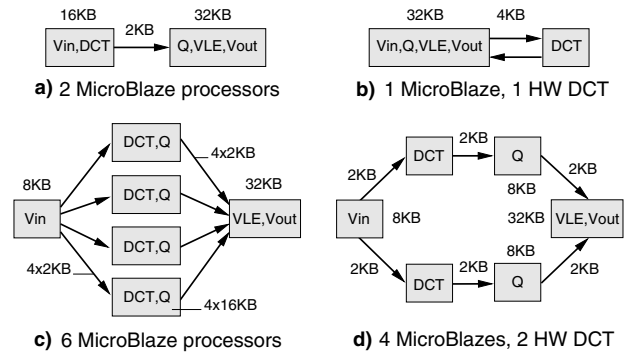 16KB 2KB 32KB
Vin,DCT Q,VLE,Vout
a) 2 MicroBlaze processors
32KB 4KB
Vin,Q,VLE,Vout DCT
b) 1 MicroBlaze, 1 HW DCT
DCT,Q
4x2KB
8KB DCT,Q 32KB
Vin VLE,Vout
DCT,Q
4x2KB
DCT,Q 4x16KB
c) 6 MicroBlaze processors
2KB
DCT Q
2KB 2KB
8KB
Vin 8KB 32KB VLE,Vout
8KB
2KB 2KB 2KB
DCT Q
d) 4 MicroBlazes, 2 HW DCT